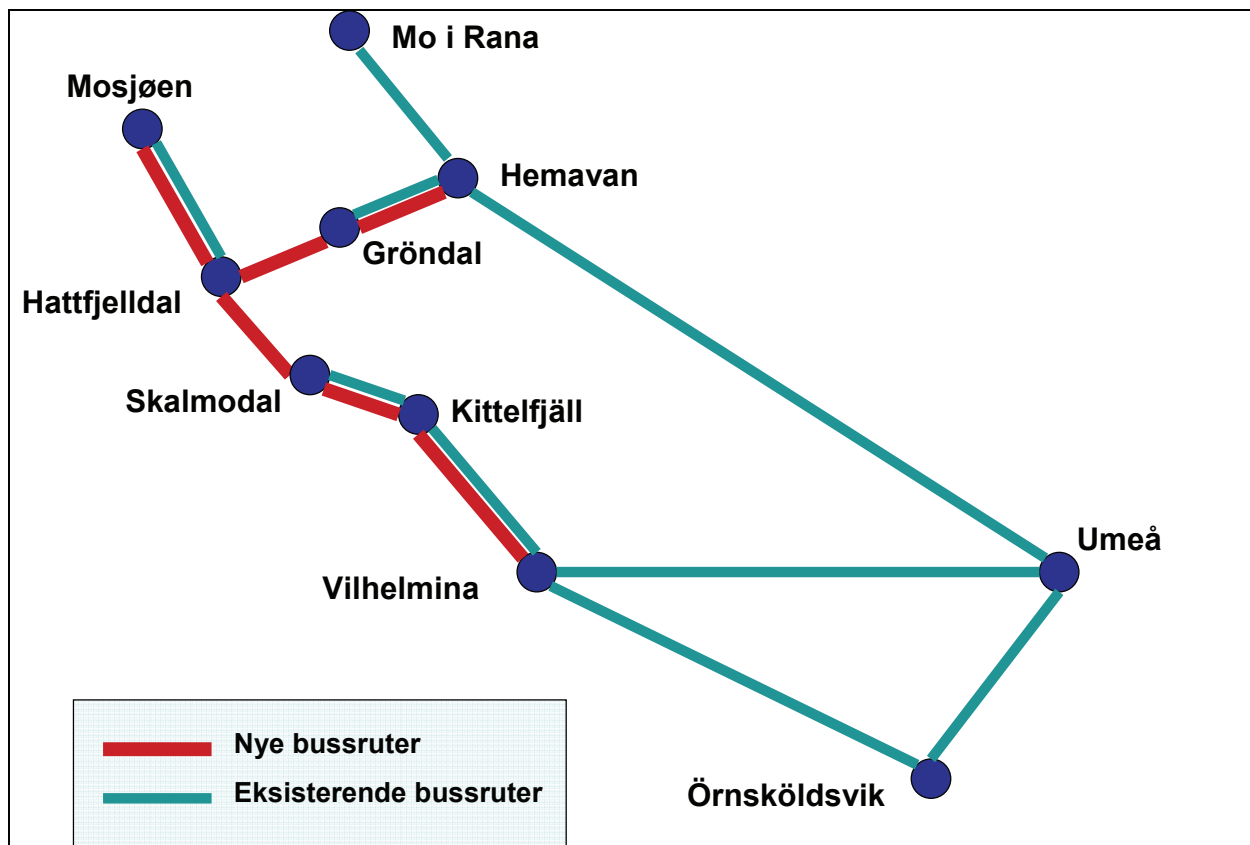 Mo i Rana
Mosjøen
Hemavan
Gröndal
Hattfjelldal
Skalmodal
Kittelfjäll
Umeå
Vilhelmina
Nye bussruter
Eksisterende bussruter
Örnsköldsvik